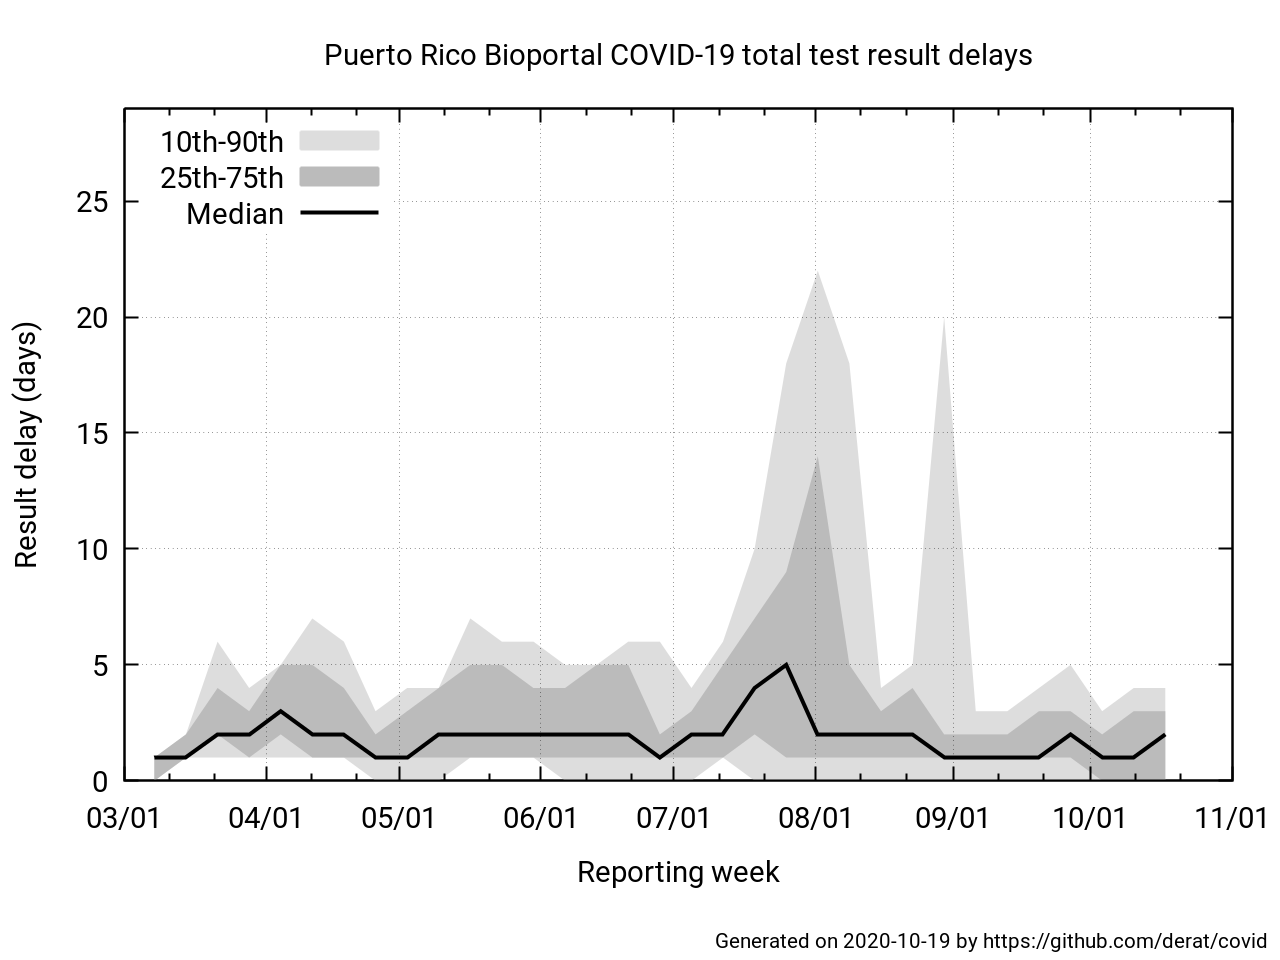 Puerto Rico Bioportal COVID-19 total test result delays
10th-90th
25th-75th
Median
25
20
15
10
5
0
Result delay (days)
03/01 04/01 05/01 06/01 07/01 08/01 09/01 10/01 11/01
Reporting week
Generated on 2020-10-19 by https://github.com/derat/covid